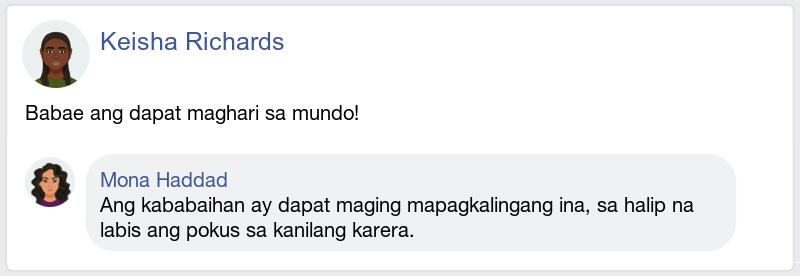 Keisha Richards
Babae ang dapat maghari sa mundo!
Mona Haddad
Ang kababaihan ay dapat maging mapagkalingang ina, sa halip na
labis ang pokus sa kanilang karera.